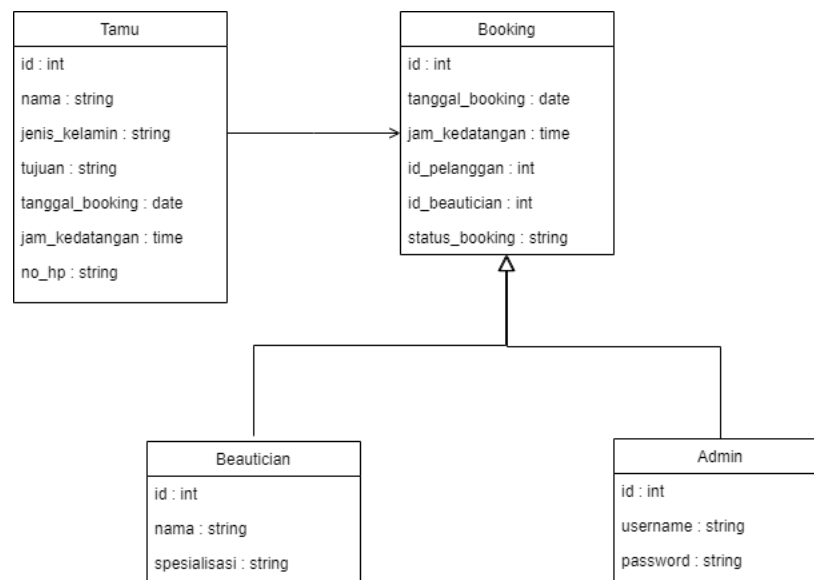 Tamu
id : int
nama : string
jenis_kelamin : string
tujuan : string
tanggal_booking : date
jam_kedatangan : time
no_hp : string
Booking
id : int
tanggal_booking : date
jam_kedatangan : time
id_pelanggan : int
id_beautician : int
status_booking : string
Beautician
id : int
nama : string
spesialisasi : string
Admin
id : int
username : string
password : string